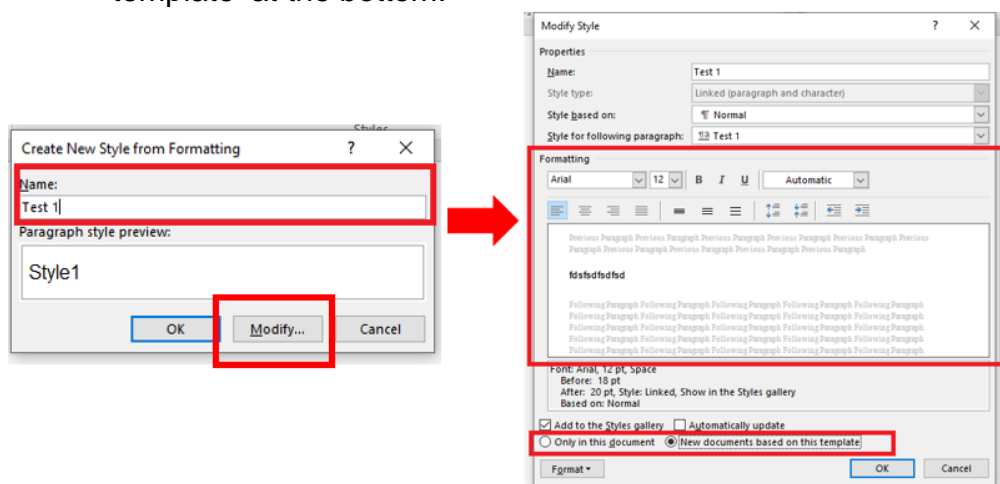 template' at the bottom.
Create New Style from Formatting ? ×
Name:
Test 1
Paragraph style preview:
Style1
OK Modify... Cancel
Modify Style ? ×
Properties
Name: Test 1
Style type: Linked (paragraph and character)
Style based on: ¶ Normal
Style for following paragraph: ¶a Test 1
Formatting
Arial 12 B I U Automatic
Previous Paragraph Previous Paragraph Previous Paragraph Previous Paragraph Previous Paragraph Previous
Paragraph Previous Paragraph Previous Paragraph Previous Paragraph Previous Paragraph
fdsfsdfsdfsd
Following Paragraph Following Paragraph Following Paragraph Following Paragraph Following Paragraph
Following Paragraph Following Paragraph Following Paragraph Following Paragraph Following Paragraph
Following Paragraph Following Paragraph Following Paragraph Following Paragraph Following Paragraph
Following Paragraph Following Paragraph Following Paragraph Following Paragraph Following Paragraph
Following Paragraph Following Paragraph Following Paragraph Following Paragraph Following Paragraph
Font: Arial, 12 pt, Space
Before: 18 pt
After: 20 pt, Style: Linked, Show in the Styles gallery
Based on: Normal
Add to the Styles gallery Automatically update
Only in this document New documents based on this template
Format OK Cancel